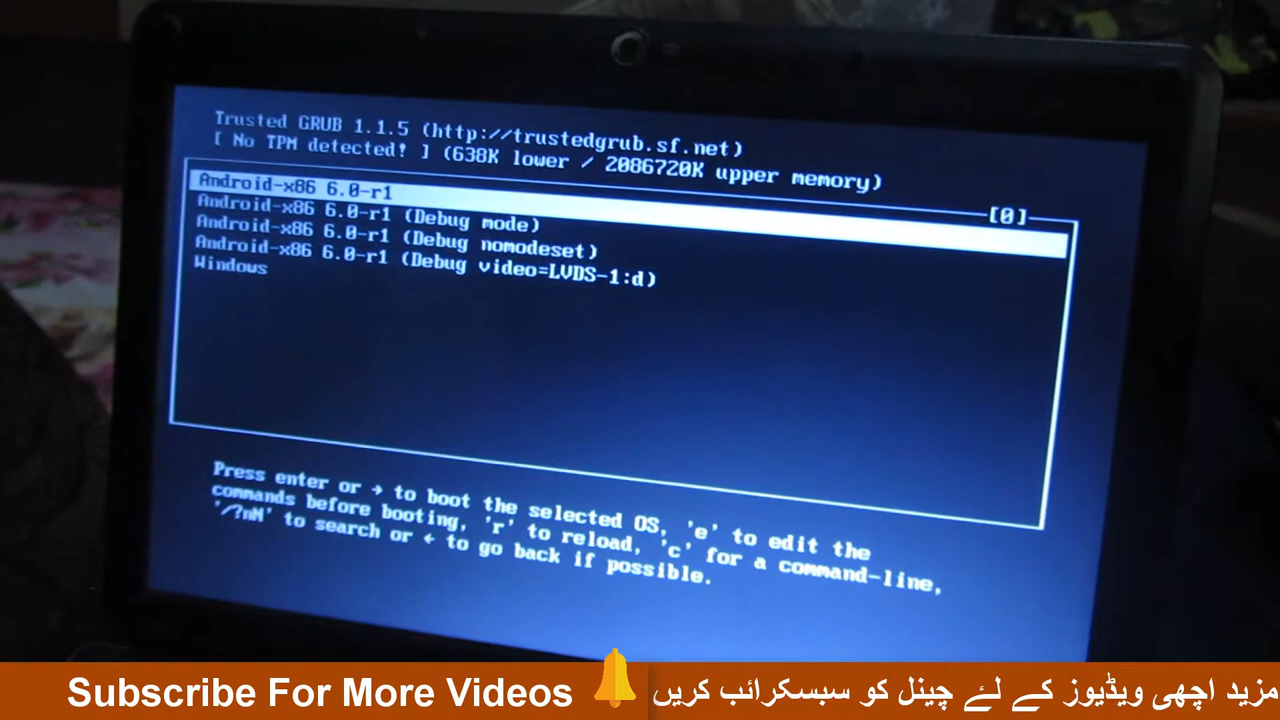 Trusted GRUB 1.1.5 (http://trustedgrub.sf.net)
[ No TPM detected! ] (638K lower / 2086720K upper memory)
[0]
Android-x86 6.0-r1
Android-x86 6.0-r1 (Debug mode)
Android-x86 6.0-r1 (Debug nomodeset)
Android-x86 6.0-r1 (Debug video=LVDS-1:d)
Windows
Press enter or → to boot the selected OS, 'e' to edit the
commands before booting, 'r' to reload, 'c' for a command-line,
'/?nN' to search or ← to go back if possible.
Subscribe For More Videos
مزید اچھی ویڈیوز کے لئے چینل کو سبسکرائب کریں